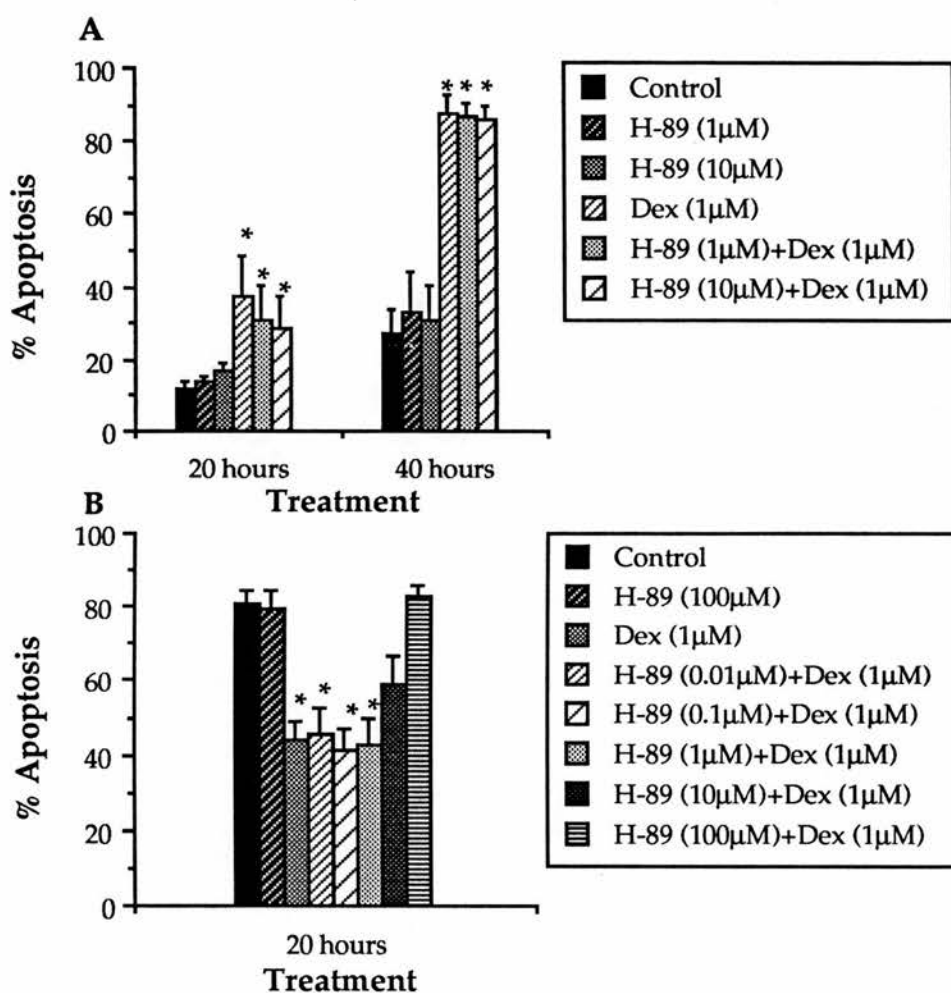 A
100
80
60
40
20
0
% Apoptosis
* * *
* * *
20 hours
40 hours
Treatment
Control
H-89 (1µM)
H-89 (10µM)
Dex (1µM)
H-89 (1µM)+Dex (1µM)
H-89 (10µM)+Dex (1µM)
B
100
80
60
40
20
0
% Apoptosis
* * * *
20 hours
Treatment
Control
H-89 (100µM)
Dex (1µM)
H-89 (0.01µM)+Dex (1µM)
H-89 (0.1µM)+Dex (1µM)
H-89 (1µM)+Dex (1µM)
H-89 (10µM)+Dex (1µM)
H-89 (100µM)+Dex (1µM)